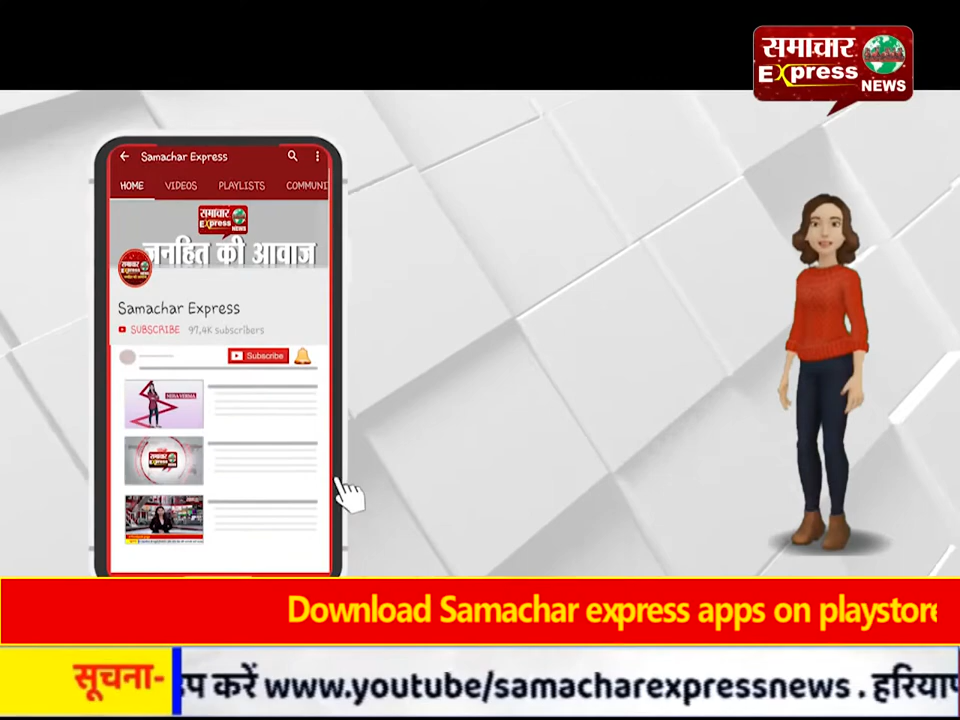 समाचार
Express
NEWS
Samachar Express
HOME VIDEOS PLAYLISTS COMMUNI
समाचार
Express
NEWS
जनहित की आवाज
Samachar Express
SUBSCRIBE 97,4K subscribers
Subscribe
Download Samachar express apps on playstore
सूचना- करें www.youtube/samacharexpressnews .